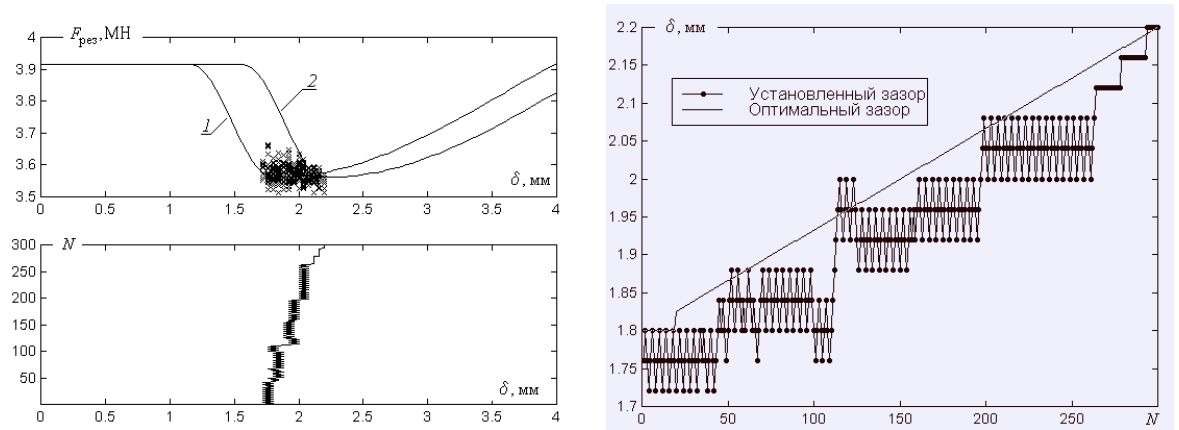 F рез, МН
4
3.9
3.8
3.7
3.6
3.5
1
2
δ, мм
0 0.5 1 1.5 2 2.5 3 3.5 4
N
300
250
200
150
100
50
δ, мм
0 0.5 1 1.5 2 2.5 3 3.5 4
δ, мм
2.2
2.15
2.1
2.05
2
1.95
1.9
1.85
1.8
1.75
1.7
Установленный зазор
Оптимальный зазор
0 50 100 150 200 250 N